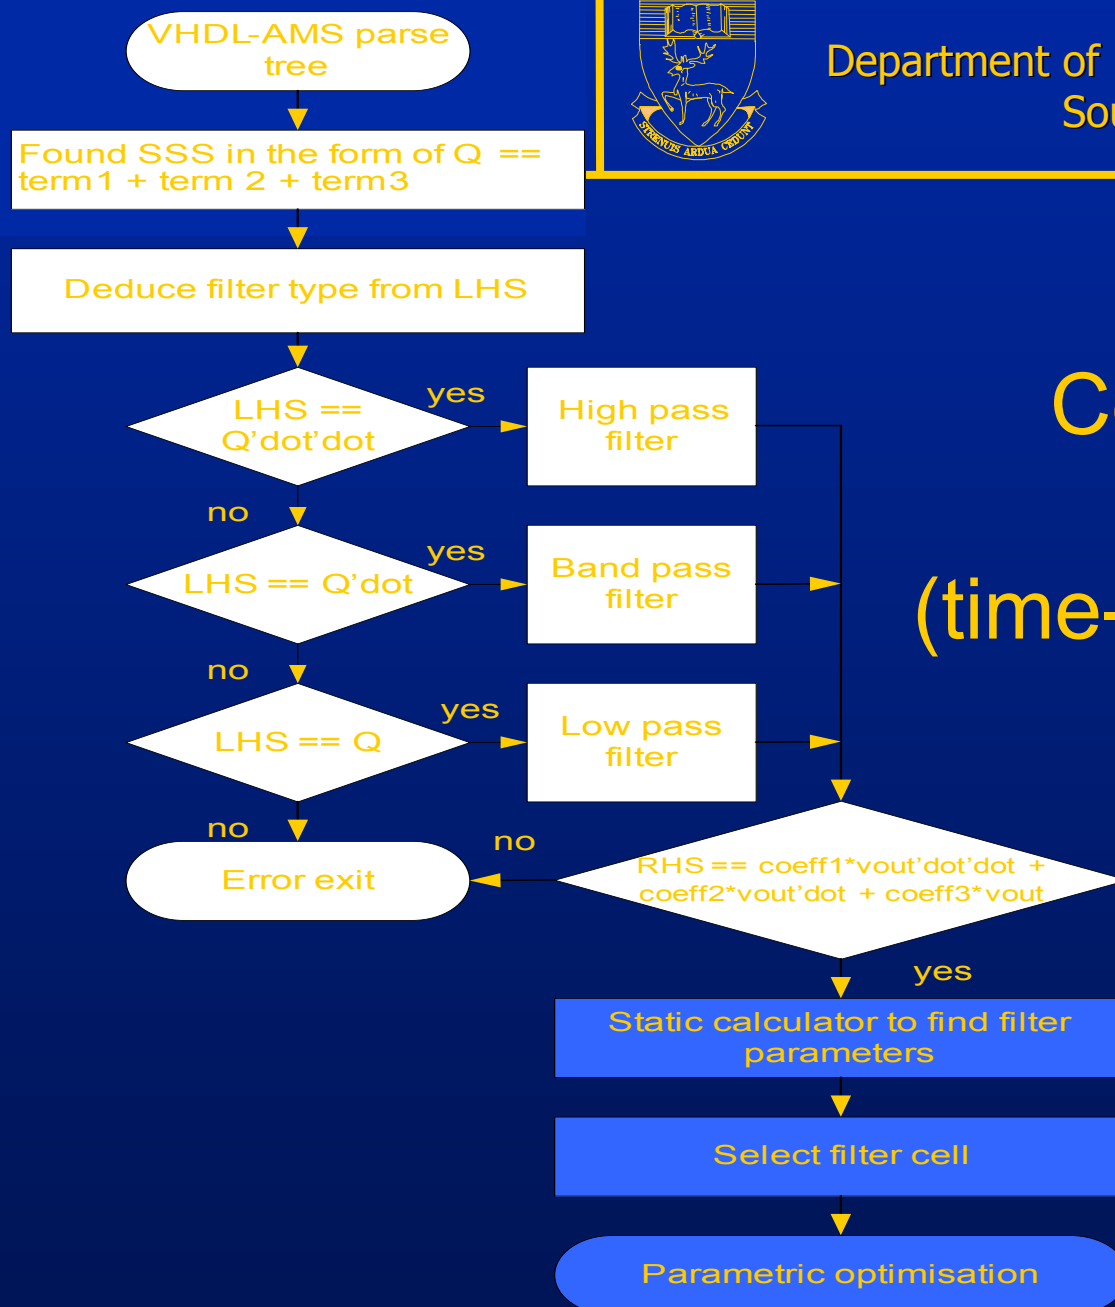 VHDL-AMS parse
tree
Found SSS in the form of Q ==
term1 + term 2 + term3
Deduce filter type from LHS
LHS ==
Q'dot'dot
yes
High pass
filter
no
LHS == Q'dot
yes
Band pass
filter
no
LHS == Q
yes
Low pass
filter
no
Error exit
no
RHS == coeff1*vout'dot'dot +
coeff2*vout'dot + coeff3*vout
yes
Static calculator to find filter
parameters
Select filter cell
Parametric optimisation
STRENUIS ARDUA CEDUNT
Department of
Sou
C
(time-